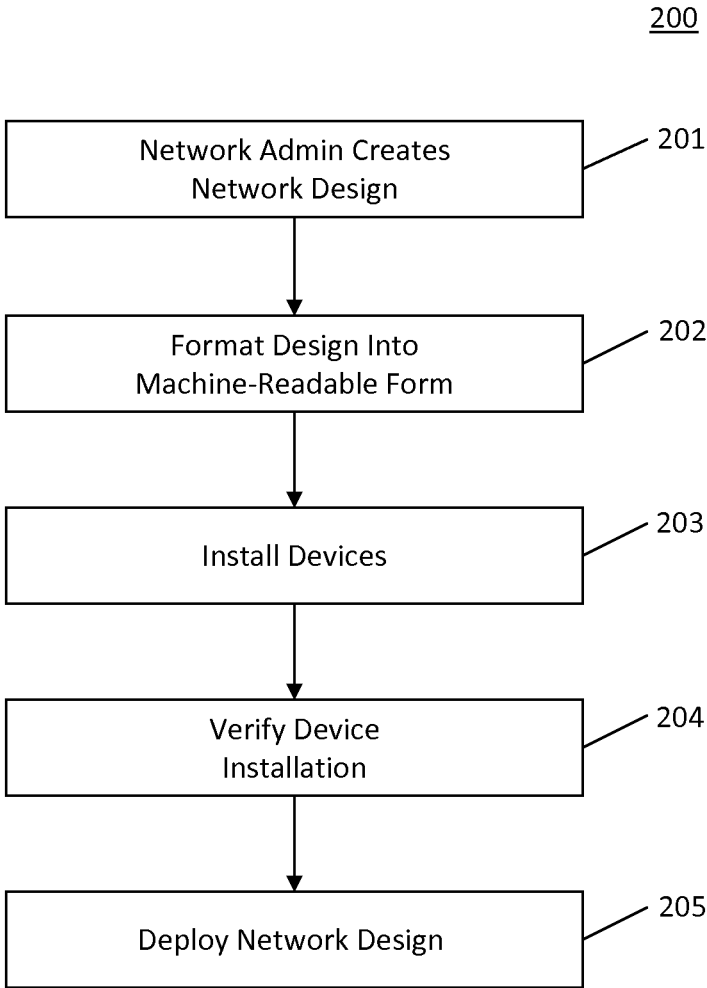 200
Network Admin Creates
Network Design
201
Format Design Into
Machine-Readable Form
202
Install Devices
203
Verify Device
Installation
204
Deploy Network Design
205